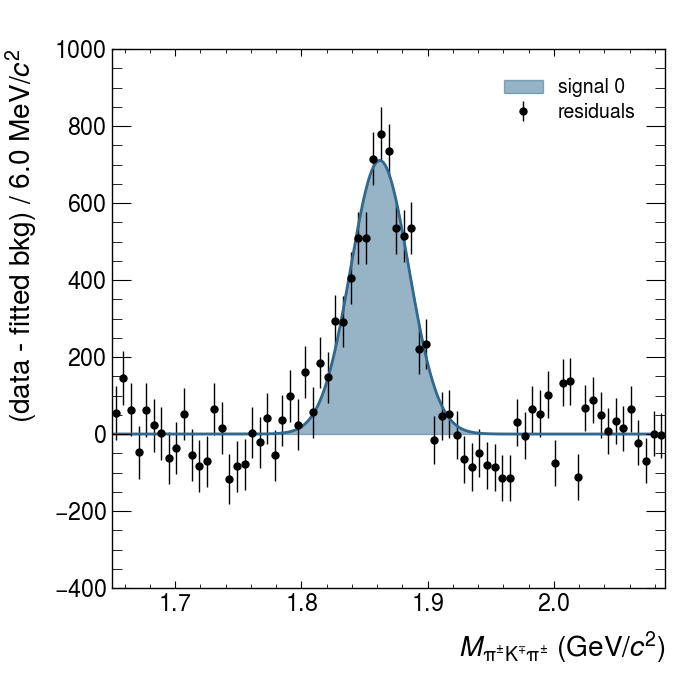 (data - fitted bkg) / 6.0 MeV/c²
1000
800
600
400
200
0
−200
−400
signal 0
residuals
1.7 1.8 1.9 2.0
M_π±K∓π± (GeV/c²)